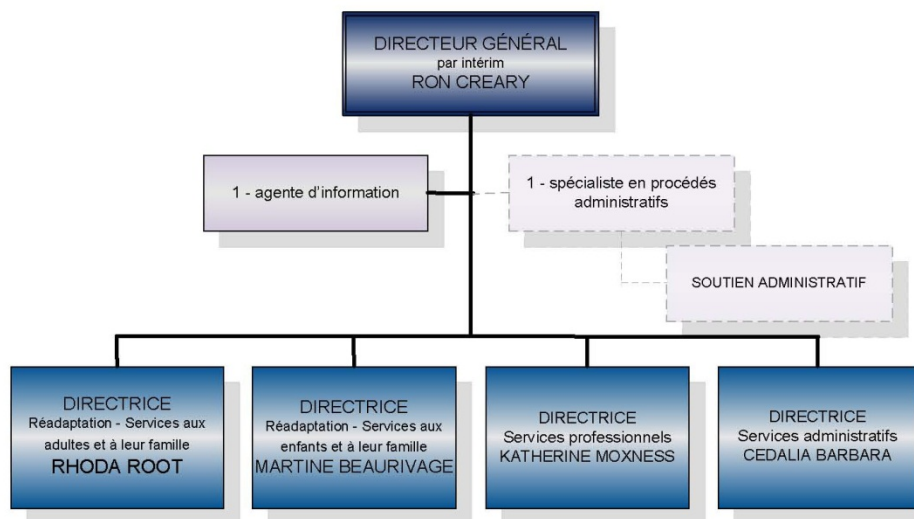 DIRECTEUR GÉNÉRAL
par intérim
RON CREARY
1 - agente d'information
1 - spécialiste en procédés
administratifs
SOUTIEN ADMINISTRATIF
DIRECTRICE
Réadaptation - Services aux
adultes et à leur famille
RHODA ROOT
DIRECTRICE
Réadaptation - Services aux
enfants et à leur famille
MARTINE BEAURIVAGE
DIRECTRICE
Services professionnels
KATHERINE MOXNESS
DIRECTRICE
Services administratifs
CEDALIA BARBARA